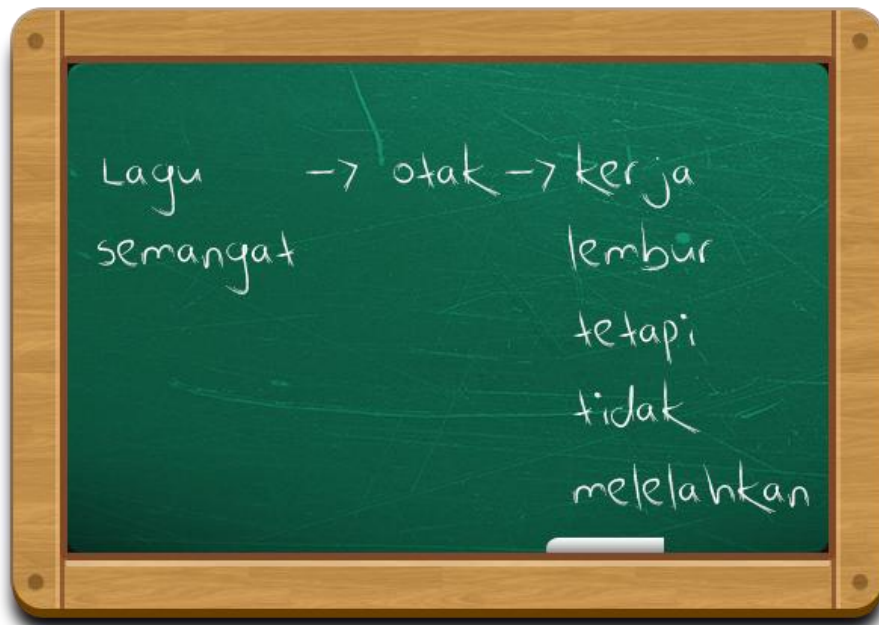 Lagu -> otak -> kerja
semangat lembur
tetapi
tidak
melelahkan